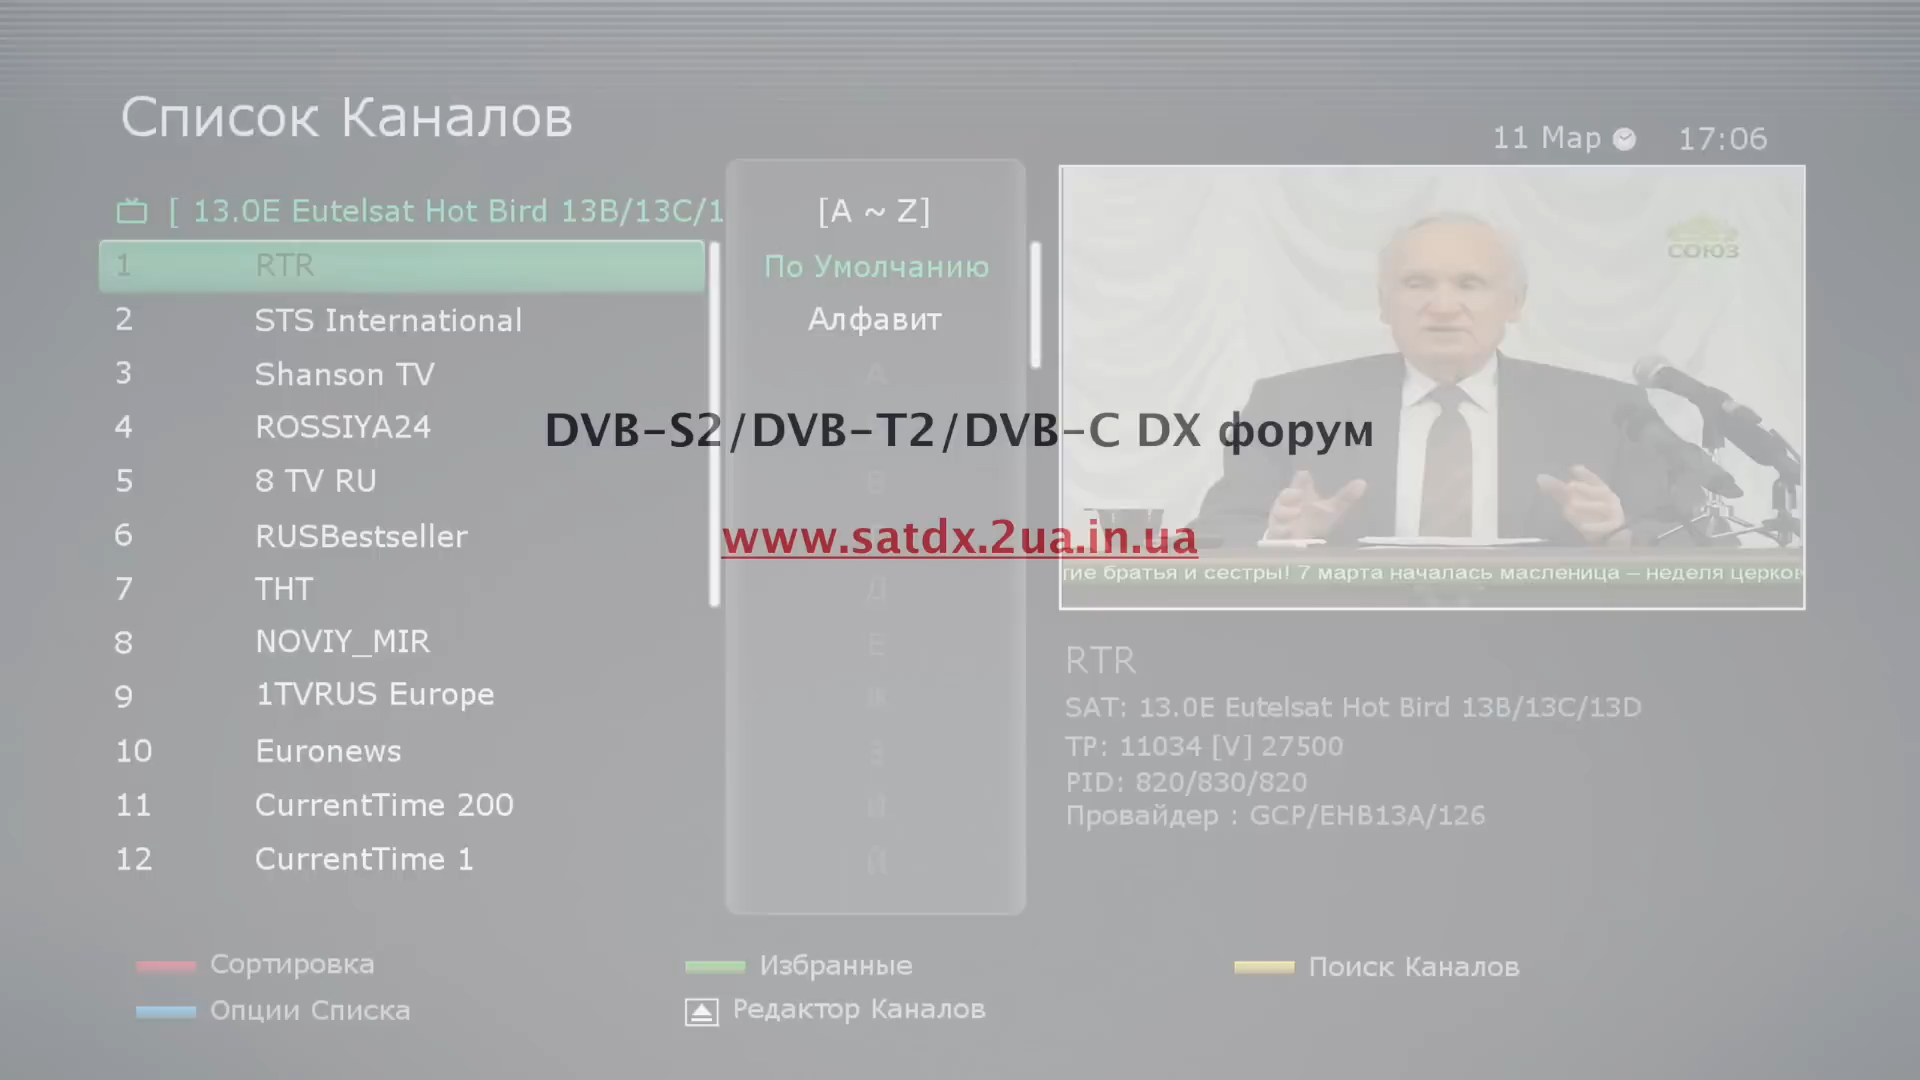 Список Каналов
11 Мар 17:06
[ 13.0E Eutelsat Hot Bird 13B/13C/1
1 RTR
2 STS International
3 Shanson TV
4 ROSSIYA24
5 8 TV RU
6 RUSBestseller
7 ТНТ
8 NOVIY_MIR
9 1TVRUS Europe
10 Euronews
11 CurrentTime 200
12 CurrentTime 1
[A ~ Z]
По Умолчанию
Алфавит
А
В
Д
Е
Ж
З
И
Й
DVB-S2/DVB-T2/DVB-C DX форум
www.satdx.2ua.in.ua
СОЮЗ
братья и сестры! 7 марта началась масленица – неделя
RTR
SAT: 13.0E Eutelsat Hot Bird 13B/13C/13D
TP: 11034 [V] 27500
PID: 820/830/820
Провайдер : GCP/EHB13A/126
Сортировка
Избранные
Поиск Каналов
Опции Списка
Редактор Каналов